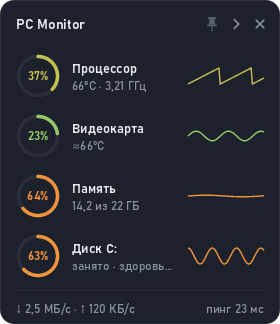 PC Monitor
37%
Процессор
66°C · 3,21 ГГц
23%
Видеокарта
≈66°C
64%
Память
14,2 из 22 ГБ
63%
Диск C:
занято · здоровь...
↓ 2,5 МБ/с · ↑ 120 КБ/с
пинг 23 мс